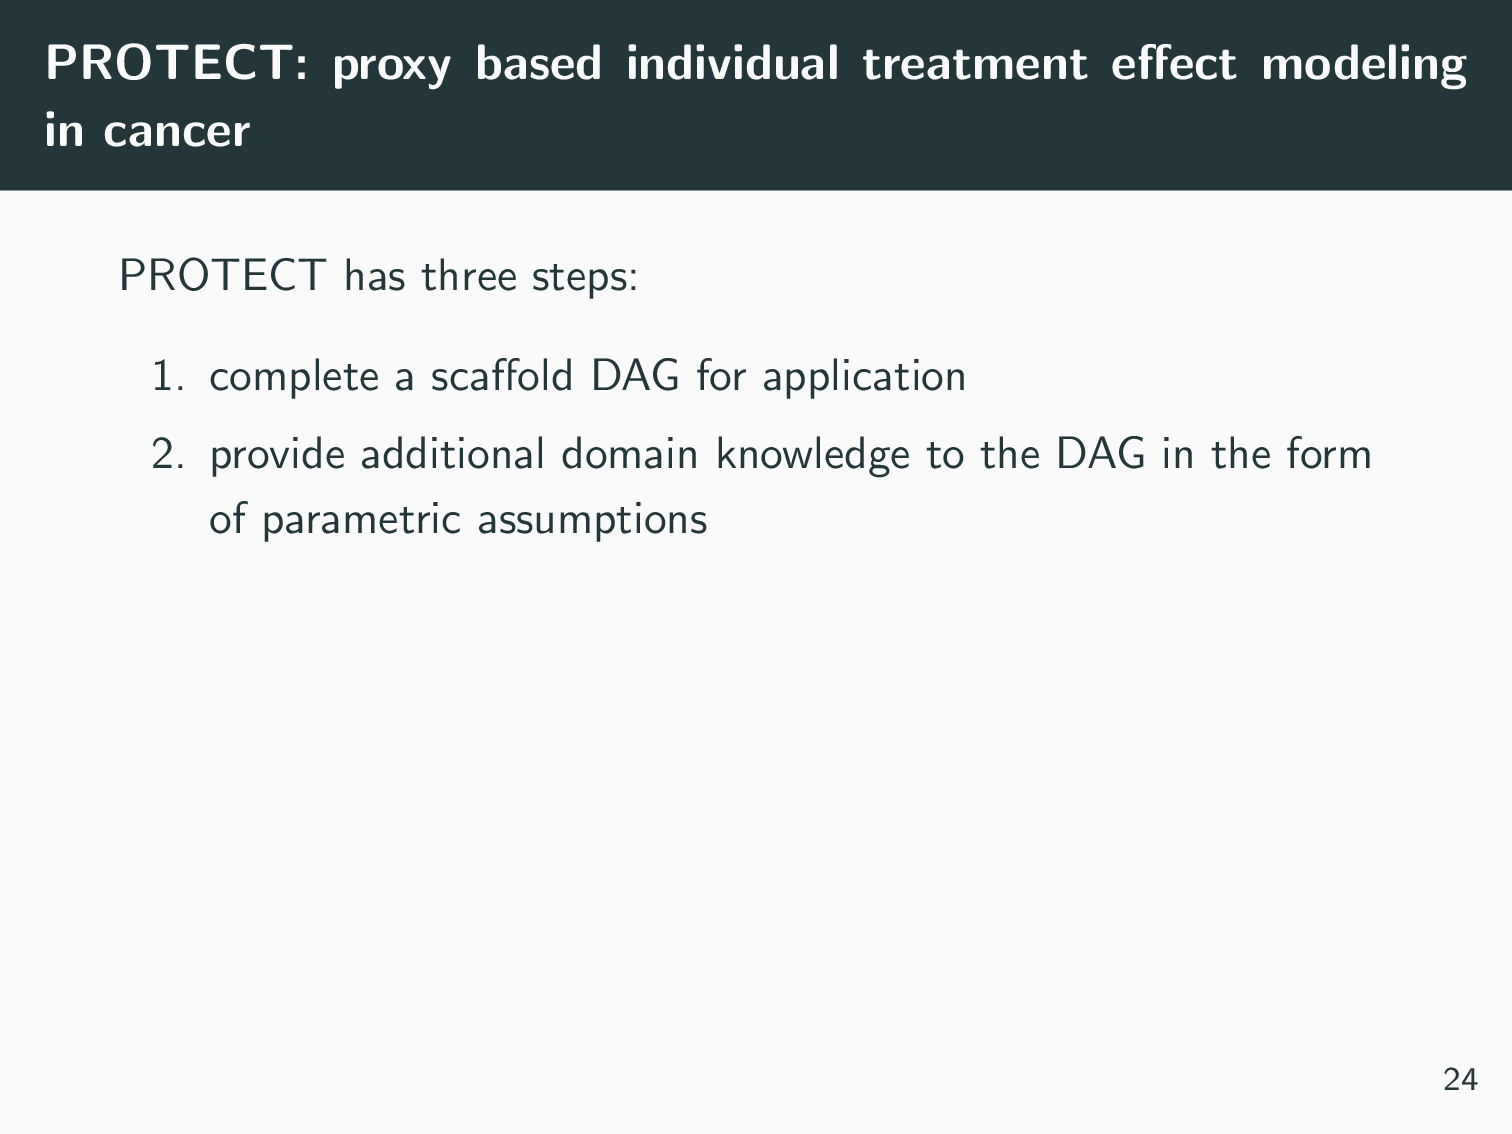 PROTECT: proxy based individual treatment effect modeling
in cancer
PROTECT has three steps:
1. complete a scaffold DAG for application
2. provide additional domain knowledge to the DAG in the form
of parametric assumptions
24